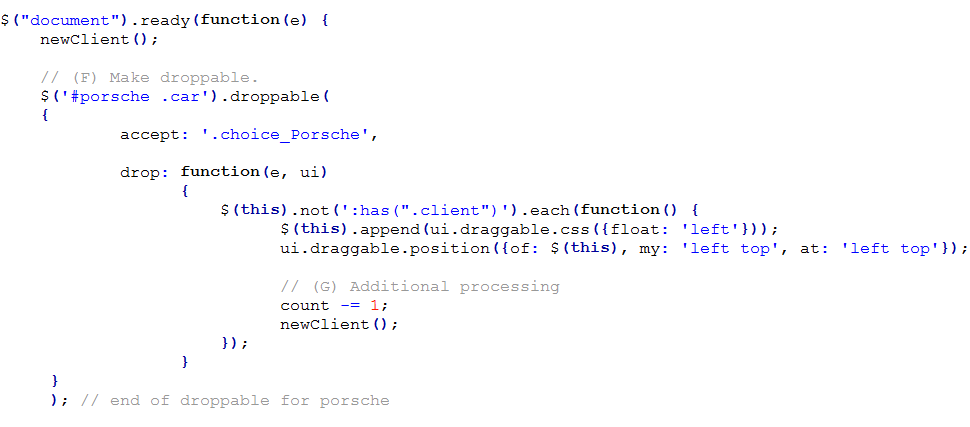 $("document").ready(function(e) {
newClient();
// (F) Make droppable.
$('#porsche .car').droppable(
{
accept: '.choice_Porsche',
drop: function(e, ui)
{
$(this).not(':has(".client")').each(function() {
$(this).append(ui.draggable.css({float: 'left'}));
ui.draggable.position({of: $(this), my: 'left top', at: 'left top'});
// (G) Additional processing
count -= 1;
newClient();
});
}
}
); // end of droppable for porsche